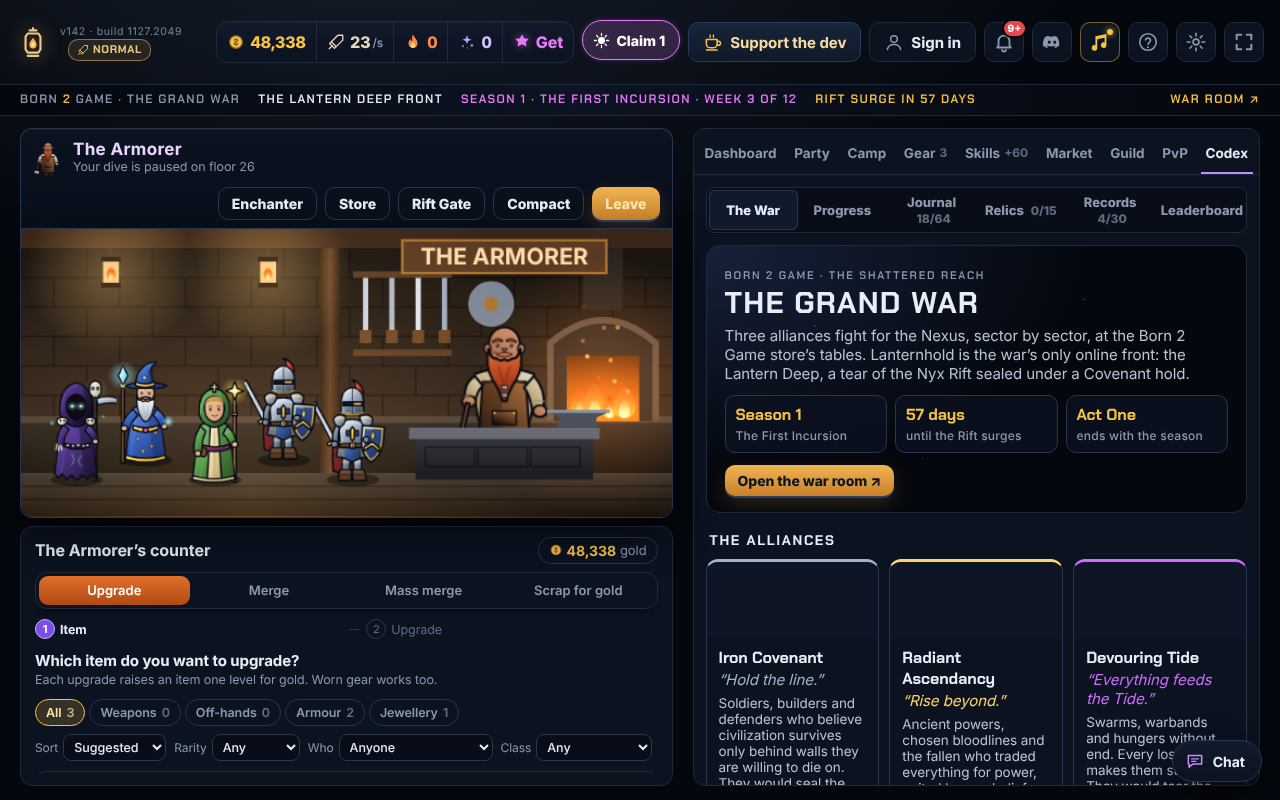 v142 · build 1127.2049
NORMAL
48,338
23/s
0
0
Get
Claim 1
Support the dev
Sign in
9+
BORN 2 GAME · THE GRAND WAR
THE LANTERN DEEP FRONT
SEASON 1 · THE FIRST INCURSION · WEEK 3 OF 12
RIFT SURGE IN 57 DAYS
WAR ROOM ↗
The Armorer
Your dive is paused on floor 26
Enchanter
Store
Rift Gate
Compact
Leave
THE ARMORER
The Armorer’s counter
48,338 gold
Upgrade
Merge
Mass merge
Scrap for gold
1 Item
2 Upgrade
Which item do you want to upgrade?
Each upgrade raises an item one level for gold. Worn gear works too.
All 3
Weapons 0
Off-hands 0
Armour 2
Jewellery 1
Sort Suggested
Rarity Any
Who Anyone
Class Any
Dashboard
Party
Camp
Gear 3
Skills +60
Market
Guild
PvP
Codex
The War
Progress
Journal
18/64
Relics 0/15
Records
4/30
Leaderboard
BORN 2 GAME · THE SHATTERED REACH
THE GRAND WAR
Three alliances fight for the Nexus, sector by sector, at the Born 2
Game store’s tables. Lanternhold is the war’s only online front: the
Lantern Deep, a tear of the Nyx Rift sealed under a Covenant hold.
Season 1
The First Incursion
57 days
until the Rift surges
Act One
ends with the season
Open the war room ↗
THE ALLIANCES
Iron Covenant
“Hold the line.”
Soldiers, builders and
defenders who believe
civilization survives
only behind walls they
are willing to die on.
They would seal the
Radiant
Ascendancy
“Rise beyond.”
Ancient powers,
chosen bloodlines and
the fallen who traded
everything for power,
Devouring Tide
“Everything feeds
the Tide.”
Swarms, warbands
and hungers without
end. Every
makes them
Chat